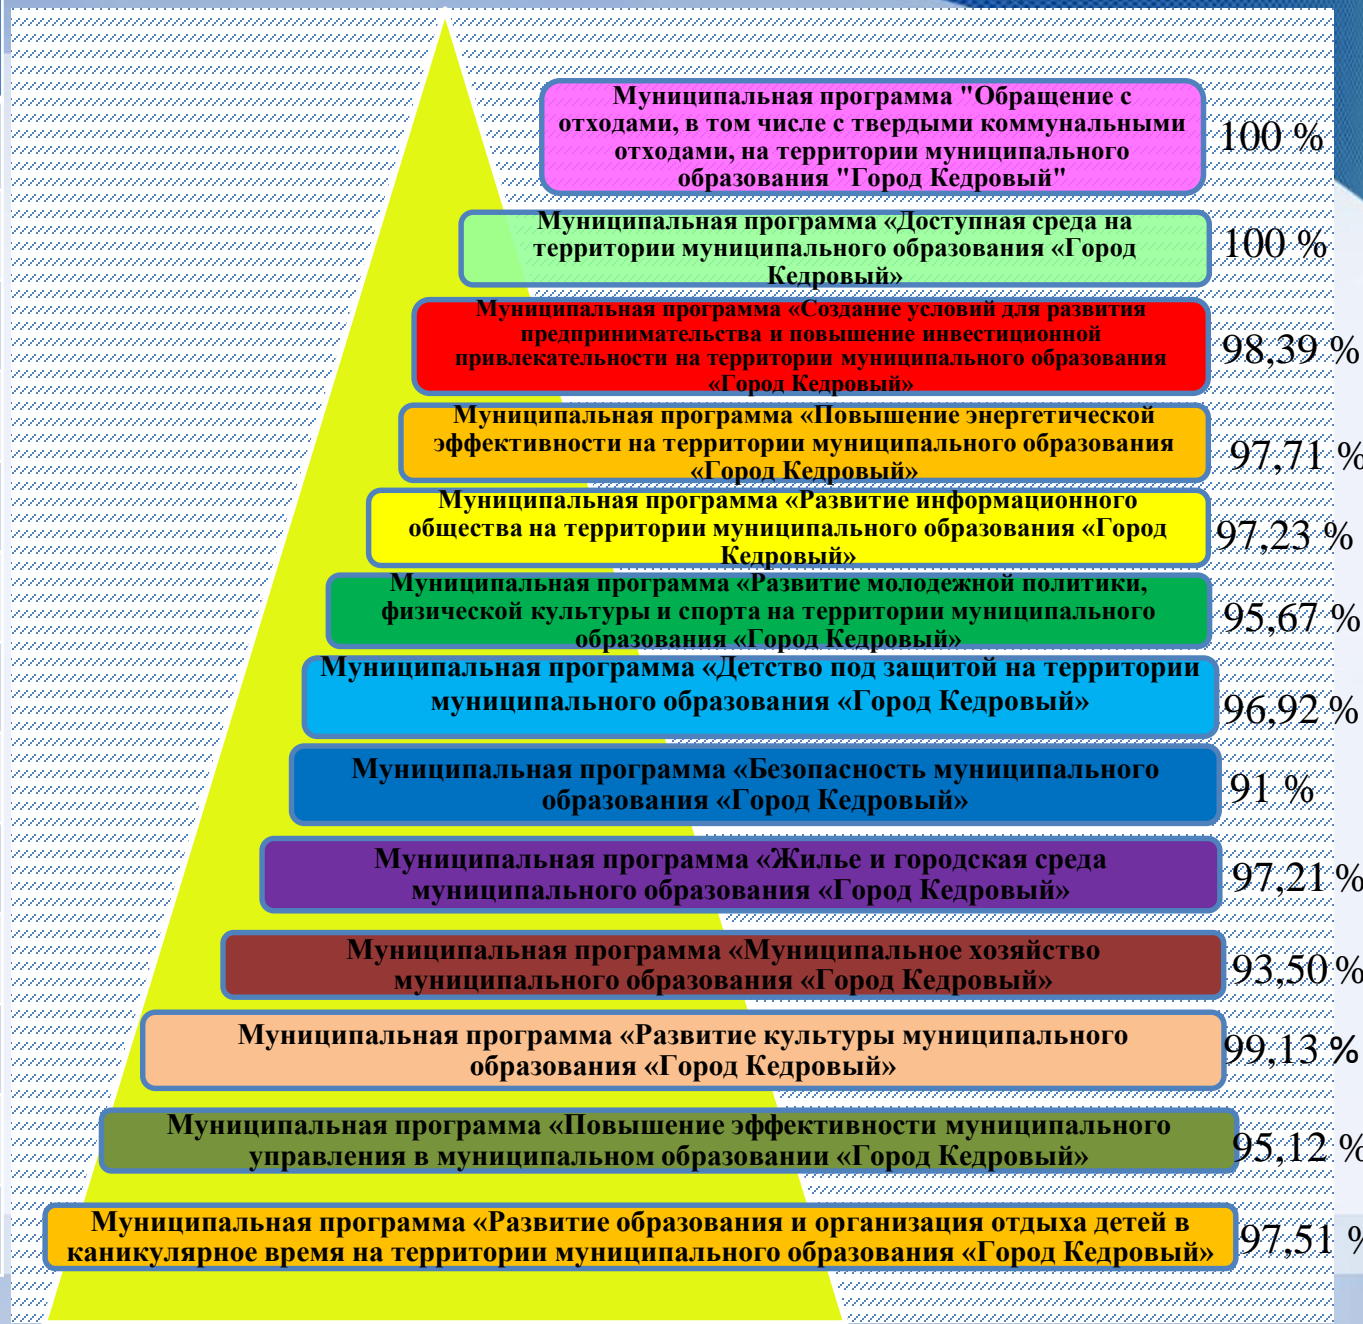 Муниципальная программа "Обращение с
отходами, в том числе с твердыми коммунальными
отходами, на территории муниципального
образования "Город Кедровый"
100 %
Муниципальная программа «Доступная среда на
территории муниципального образования «Город
Кедровый»
100 %
Муниципальная программа «Создание условий для развития
предпринимательства и повышение инвестиционной
привлекательности на территории муниципального образования
«Город Кедровый»
98,39 %
Муниципальная программа «Повышение энергетической
эффективности на территории муниципального образования
«Город Кедровый»
97,71 %
Муниципальная программа «Развитие информационного
общества на территории муниципального образования «Город
Кедровый»
97,23 %
Муниципальная программа «Развитие молодежной политики,
физической культуры и спорта на территории муниципального
образования «Город Кедровый»
95,67 %
Муниципальная программа «Детство под защитой на территории
муниципального образования «Город Кедровый»
96,92 %
Муниципальная программа «Безопасность муниципального
образования «Город Кедровый»
91 %
Муниципальная программа «Жилье и городская среда
муниципального образования «Город Кедровый»
97,21 %
Муниципальная программа «Муниципальное хозяйство
муниципального образования «Город Кедровый»
93,50 %
Муниципальная программа «Развитие культуры муниципального
образования «Город Кедровый»
99,13 %
Муниципальная программа «Повышение эффективности муниципального
управления в муниципальном образовании «Город Кедровый»
95,12 %
Муниципальная программа «Развитие образования и организация отдыха детей в
каникулярное время на территории муниципального образования «Город Кедровый»
97,51 %